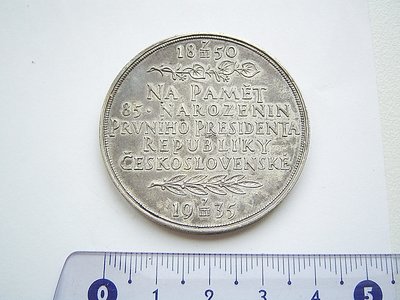 18 7/III 50
NA PAMĚT
85. NAROZENIN
PRVNÍHO PRESIDENTA
REPUBLIKY
ČESKOSLOVENSKÉ
19 7/III 35
0 1 2 3 4 5